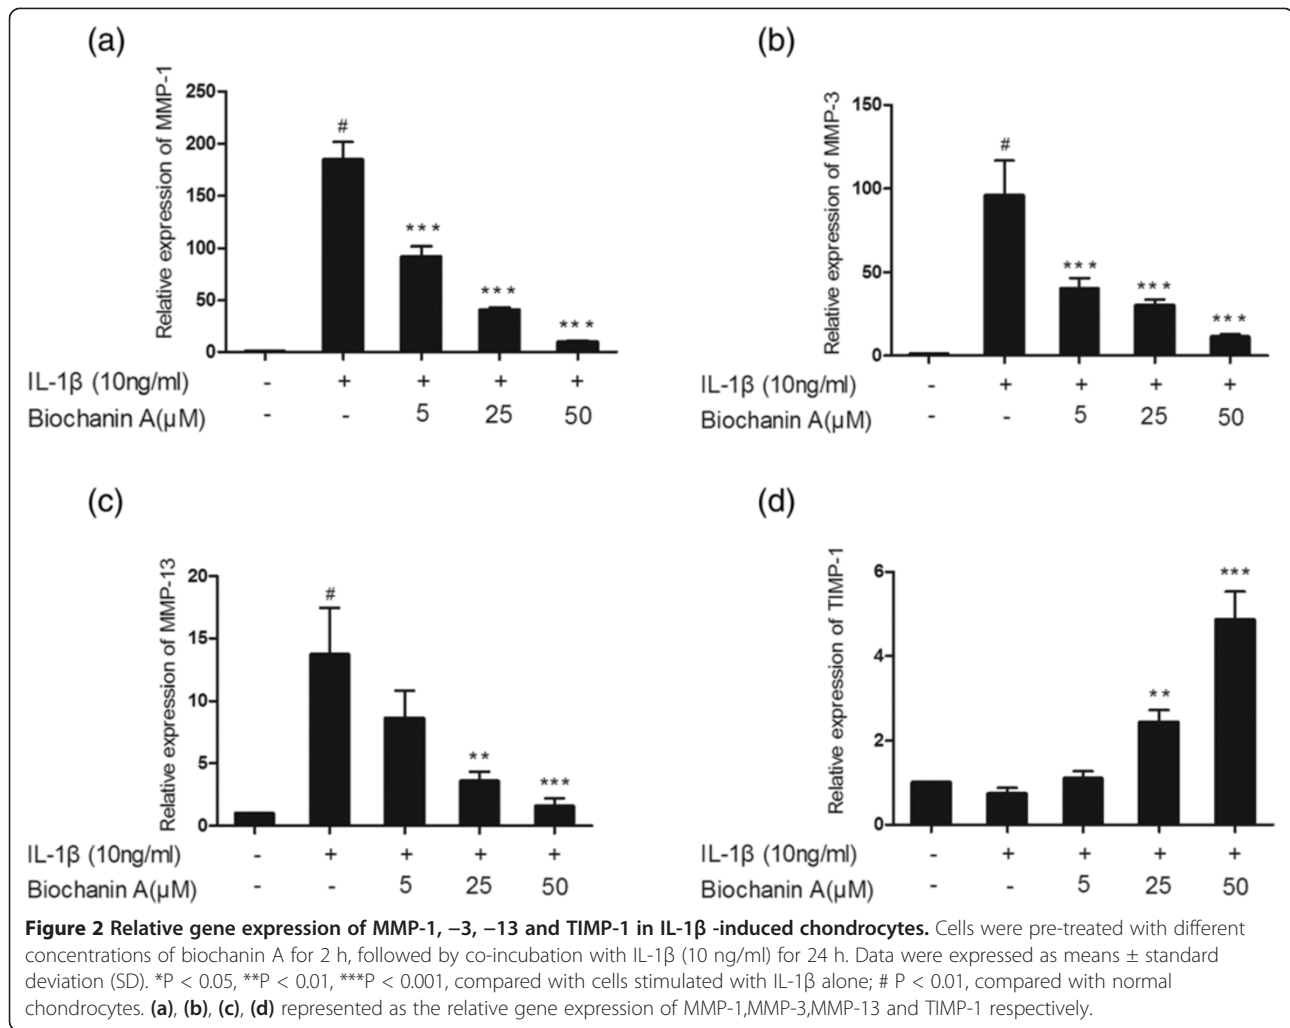 (a)
Relative expression of MMP-1
250
200
150
100
50
0
#
***
***
***
IL-1β (10ng/ml) - + + + +
Biochanin A(μM) - - 5 25 50
(b)
Relative expression of MMP-3
150
100
50
0
#
***
***
***
IL-1β (10ng/ml) - + + + +
Biochanin A(μM) - - 5 25 50
(c)
Relative expression of MMP-13
20
15
10
5
0
#
**
***
IL-1β (10ng/ml) - + + + +
Biochanin A(μM) - - 5 25 50
(d)
Relative expression of TIMP-1
6
4
2
0
**
***
IL-1β (10ng/ml) - + + + +
Biochanin A(μM) - - 5 25 50
Figure 2 Relative gene expression of MMP-1, −3, −13 and TIMP-1 in IL-1β -induced chondrocytes. Cells were pre-treated with different
concentrations of biochanin A for 2 h, followed by co-incubation with IL-1β (10 ng/ml) for 24 h. Data were expressed as means ± standard
deviation (SD). *P < 0.05, **P < 0.01, ***P < 0.001, compared with cells stimulated with IL-1β alone; # P < 0.01, compared with normal
chondrocytes. (a), (b), (c), (d) represented as the relative gene expression of MMP-1,MMP-3,MMP-13 and TIMP-1 respectively.